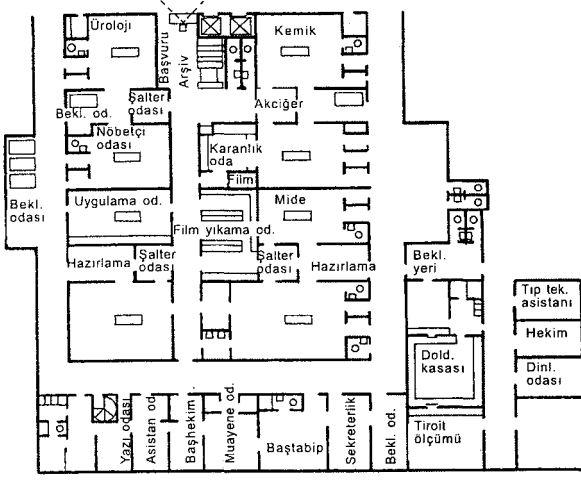 Üroloji
Başvuru
Arşiv
Kemik
Bekl. od.
Şalter
odası
Akciğer
Nöbetçi
odası
Karanlık
oda
Film
Bekl.
odası
Uygulama od.
Mide
Film yıkama od.
Hazırlama
Şalter
odası
Şalter
odası
Hazırlama
Bekl.
yeri
Tıp tek.
asistanı
Hekim
Dinl.
odası
Dold.
kasası
Yazı odası
Asistan od.
Başhekim
Muayene od.
Baştabip
Sekreterlik
Bekl. od.
Tiroit
ölçümü